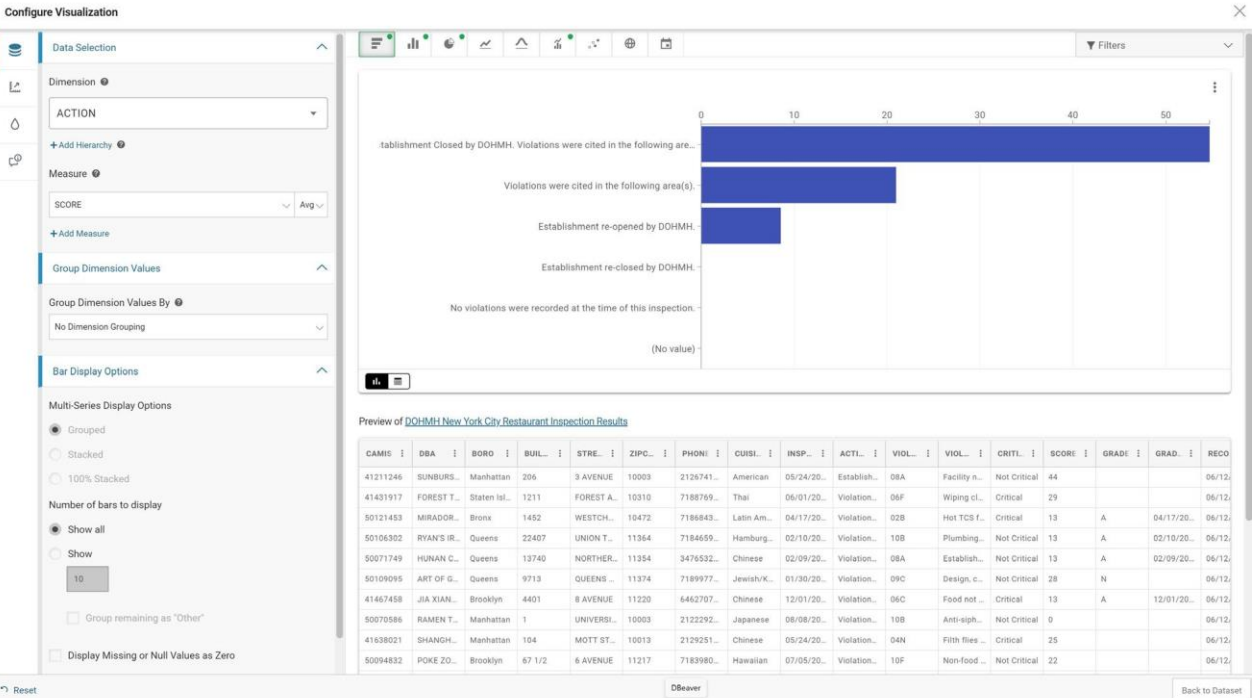 Configure Visualization
Data Selection
Dimension
ACTION
+ Add Hierarchy
Measure
SCORE
Avg
+ Add Measure
Group Dimension Values
Group Dimension Values By
No Dimension Grouping
Bar Display Options
Multi-Series Display Options
Grouped
Stacked
100% Stacked
Number of bars to display
Show all
Show
10
Group remaining as "Other"
Display Missing or Null Values as Zero
Reset
Filters
0 10 20 30 40 50
tablishment Closed by DOHMH. Violations were cited in the following are...
Violations were cited in the following area(s).
Establishment re-opened by DOHMH.
Establishment re-closed by DOHMH.
No violations were recorded at the time of this inspection.
(No value)
Preview of DOHMH New York City Restaurant Inspection Results
CAMIS DBA BORO BUIL... STRE... ZIPC... PHONE CUISI... INSP... ACTI... VIOL... VIOL... CRITI... SCORE GRADE GRAD... RECO
41211246 SUNBURS... Manhattan 206 3 AVENUE 10003 2126741... American 05/24/20... Establish... 08A Facility n... Not Critical 44 06/12/
41431917 FOREST T... Staten Isl... 1211 FOREST A... 10310 7188769... Thai 06/01/20... Violation... 06F Wiping cl... Critical 29 06/12/
50121453 MIRADOR... Bronx 1452 WESTCH... 10472 7186843... Latin Am... 04/17/20... Violation... 02B Hot TCS f... Critical 13 A 04/17/20... 06/12/
50106302 RYAN'S IR... Queens 22407 UNION T... 11364 7184659... Hamburg... 02/10/20... Violation... 10B Plumbing... Not Critical 13 A 02/10/20... 06/12/
50071749 HUNAN C... Queens 13740 NORTHER... 11354 3476532... Chinese 02/09/20... Violation... 08A Establish... Not Critical 13 A 02/09/20... 06/12/
50109095 ART OF G... Queens 9713 QUEENS ... 11374 7189977... Jewish/K... 01/30/20... Violation... 09C Design, c... Not Critical 28 N 06/12/
41467458 JIA XIAN... Brooklyn 4401 8 AVENUE 11220 6462707... Chinese 12/01/20... Violation... 06C Food not ... Critical 13 A 12/01/20... 06/12/
50070586 RAMEN T... Manhattan 1 UNIVERSI... 10003 2122292... Japanese 08/08/20... Violation... 10B Anti-siph... Not Critical 0 06/12/
41638021 SHANGH... Manhattan 104 MOTT ST... 10013 2129251... Chinese 05/24/20... Violation... 04N Filth flies ... Critical 25 06/12/
50094832 POKE ZO... Brooklyn 67 1/2 6 AVENUE 11217 7183980... Hawaiian 07/05/20... Violation... 10F Non-food ... Not Critical 22 06/12/
DBeaver
Back to Dataset